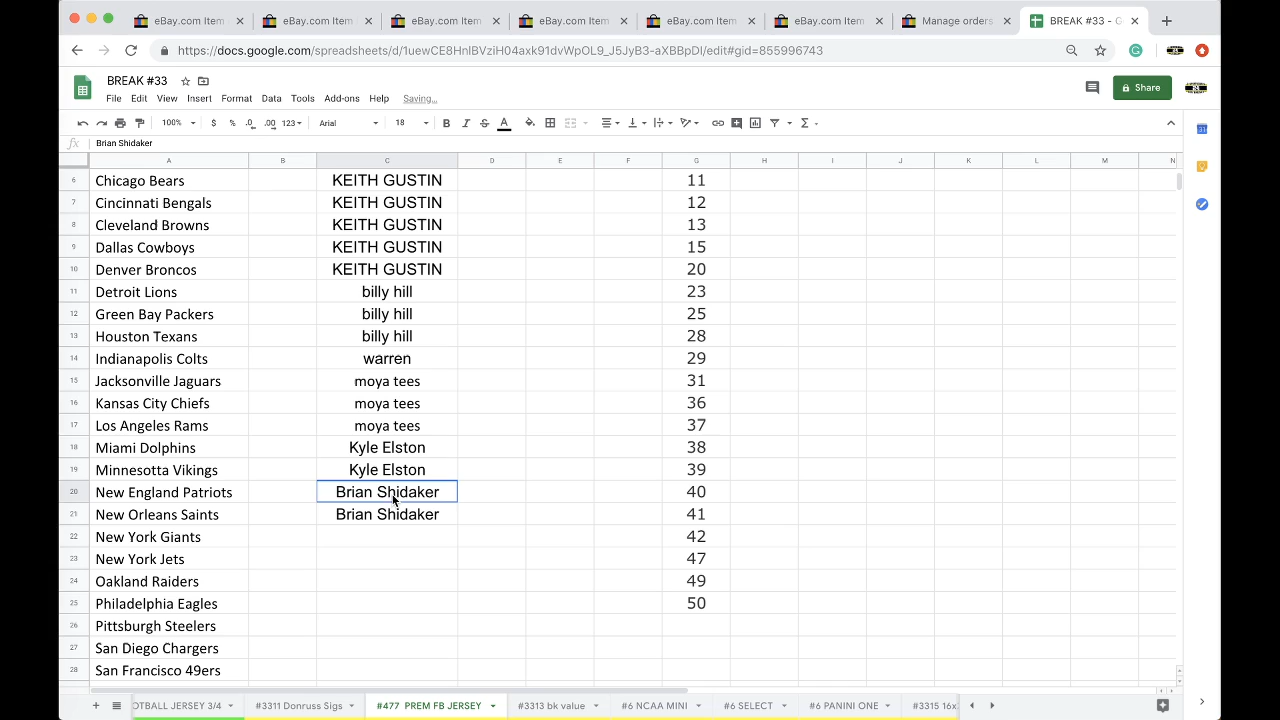 eBay.com Item
eBay.com Item
eBay.com Item
eBay.com Item
eBay.com Item
eBay.com Item
Manage orders
BREAK #33 - G
https://docs.google.com/spreadsheets/d/1uewCE8HnIBVziH04axk91dvWpOL9_J5JyB3-aXBBpDI/edit#gid=855996743
BREAK #33
File Edit View Insert Format Data Tools Add-ons Help Saving...
Share
100% $ % .0 .00 123 Arial 18 B I S A
fx Brian Shidaker
A B C D E F G H I J K L M N
6 Chicago Bears KEITH GUSTIN 11
7 Cincinnati Bengals KEITH GUSTIN 12
8 Cleveland Browns KEITH GUSTIN 13
9 Dallas Cowboys KEITH GUSTIN 15
10 Denver Broncos KEITH GUSTIN 20
11 Detroit Lions billy hill 23
12 Green Bay Packers billy hill 25
13 Houston Texans billy hill 28
14 Indianapolis Colts warren 29
15 Jacksonville Jaguars moya tees 31
16 Kansas City Chiefs moya tees 36
17 Los Angeles Rams moya tees 37
18 Miami Dolphins Kyle Elston 38
19 Minnesotta Vikings Kyle Elston 39
20 New England Patriots Brian Shidaker 40
21 New Orleans Saints Brian Shidaker 41
22 New York Giants 42
23 New York Jets 47
24 Oakland Raiders 49
25 Philadelphia Eagles 50
26 Pittsburgh Steelers
27 San Diego Chargers
28 San Francisco 49ers
OTBALL JERSEY 3/4 #3311 Donruss Sigs #477 PREM FB JERSEY #3313 bk value #6 NCAA MINI #6 SELECT #6 PANINI ONE #3315 16x